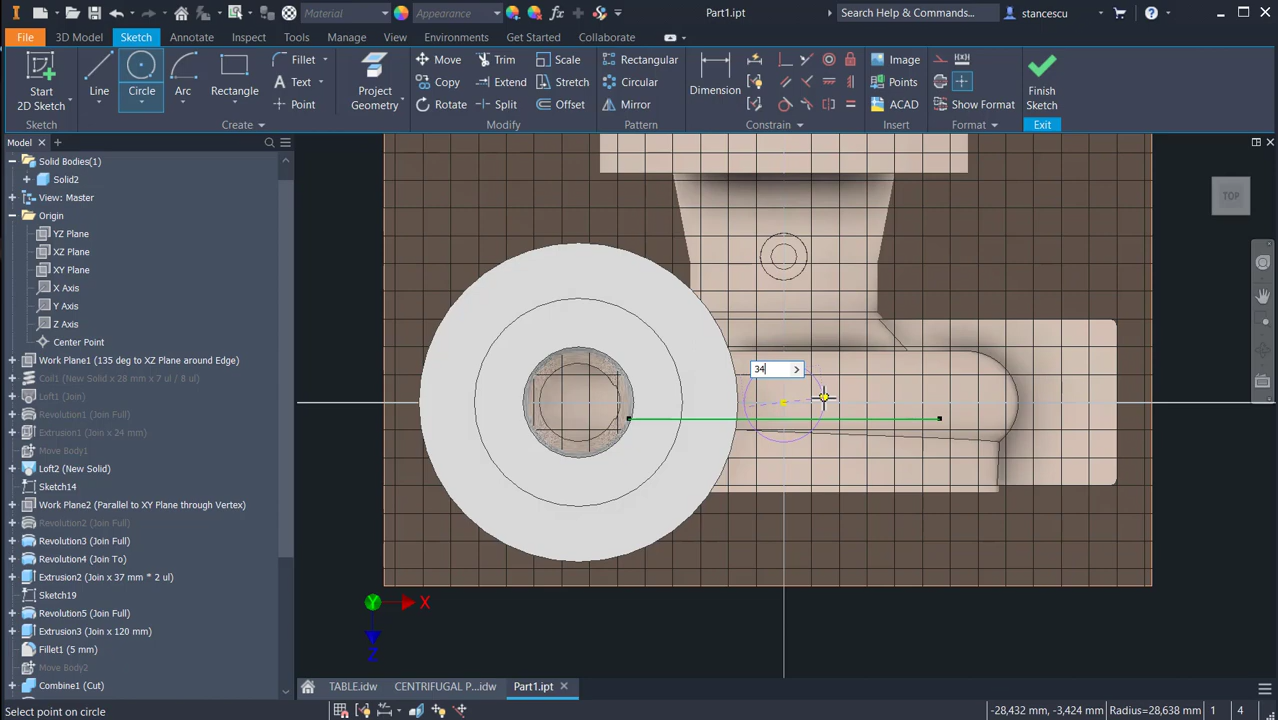 Material
Appearance
Part1.ipt
Search Help & Commands...
stancescu
File
3D Model
Sketch
Annotate
Inspect
Tools
Manage
View
Environments
Get Started
Collaborate
Start
2D Sketch
Line
Circle
Arc
Rectangle
Fillet
Text
Point
Project
Geometry
Move
Copy
Rotate
Trim
Extend
Split
Scale
Stretch
Offset
Rectangular
Circular
Mirror
Dimension
Image
Points
ACAD
Show Format
Finish
Sketch
Sketch
Create
Modify
Pattern
Constrain
Insert
Format
Exit
Model
Solid Bodies(1)
Solid2
View: Master
Origin
YZ Plane
XZ Plane
XY Plane
X Axis
Y Axis
Z Axis
Center Point
Work Plane1 (135 deg to XZ Plane around Edge)
Coil1 (Join)(Nx x 28 mm x 7 ul / 8 ul)
Loft1 (Join)
Revolution1 (Join Full)
Extrusion1 (Join x 24 mm)
Move Body1
Loft2 (New Solid)
Sketch14
Work Plane2 (Parallel to XY Plane through Vertex)
Revolution2 (Join Full)
Revolution3 (Join Full)
Revolution4 (Join To)
Extrusion2 (Join x 37 mm * 2 ul)
Sketch19
Revolution5 (Join Full)
Extrusion3 (Join x 120 mm)
Fillet1 (5 mm)
Move Body2
Combine1 (Cut)
TOP
34
X
Y
Z
TABLE.idw
CENTRIFUGAL P...idw
Part1.ipt
Select point on circle
-28,432 mm, -3,424 mm
Radius=28,638 mm
1
4